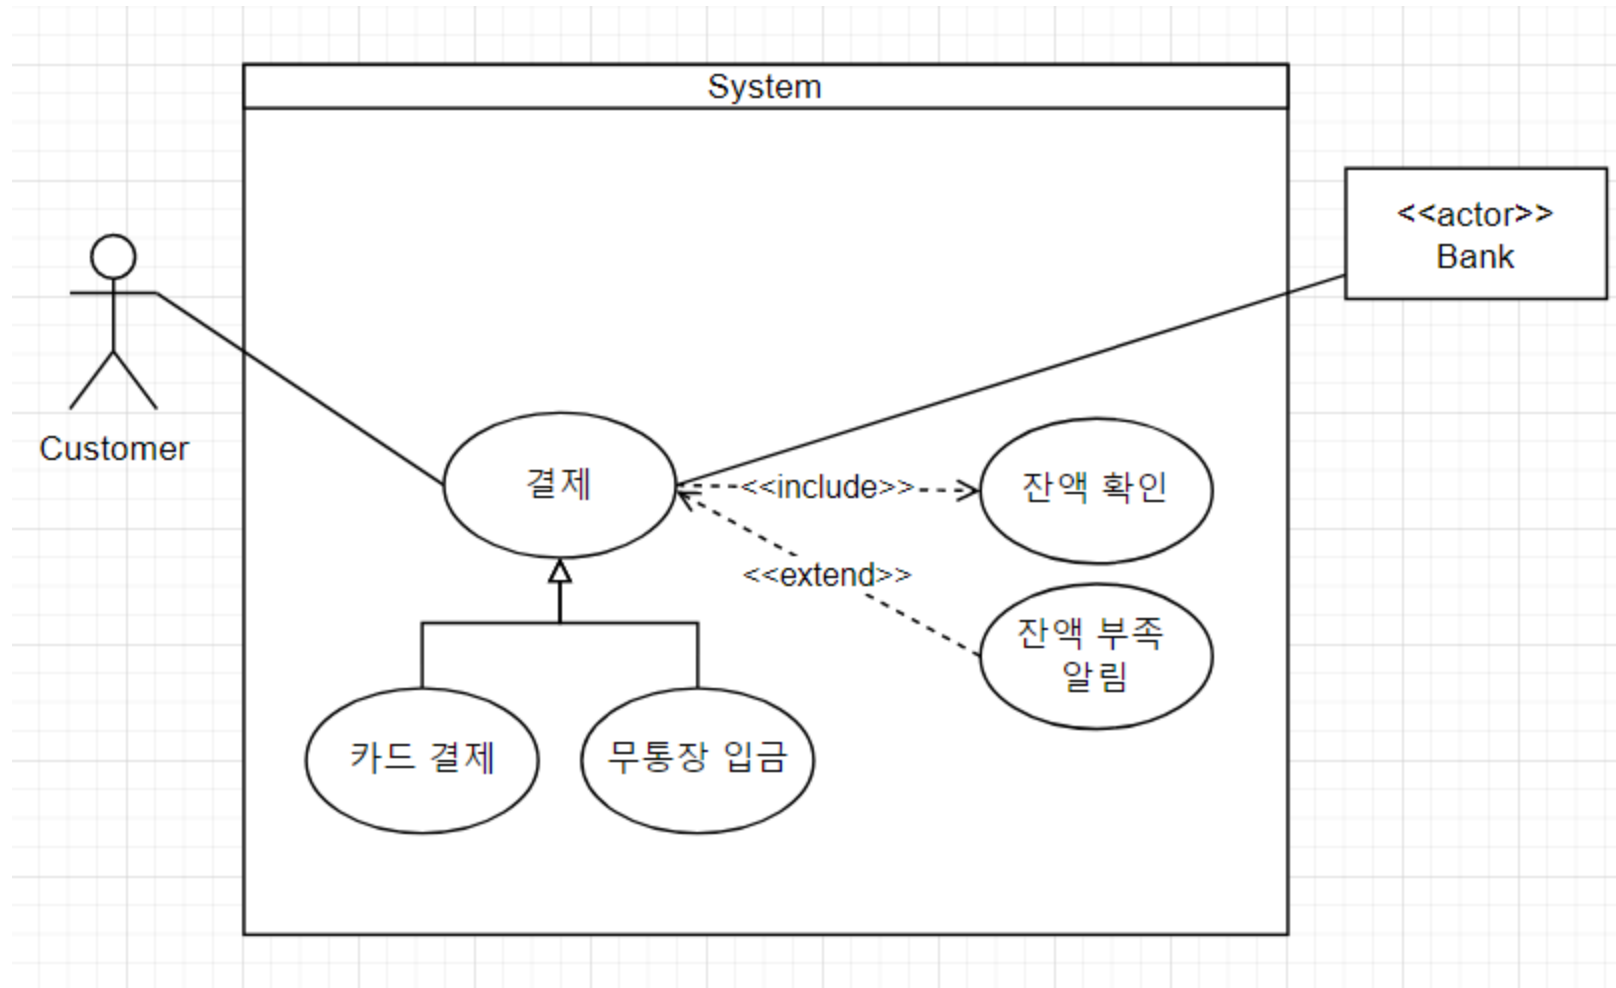 System
<<actor>>
Bank
Customer
결제
<<include>>
잔액 확인
<<extend>>
잔액 부족
알림
카드 결제
무통장 입금